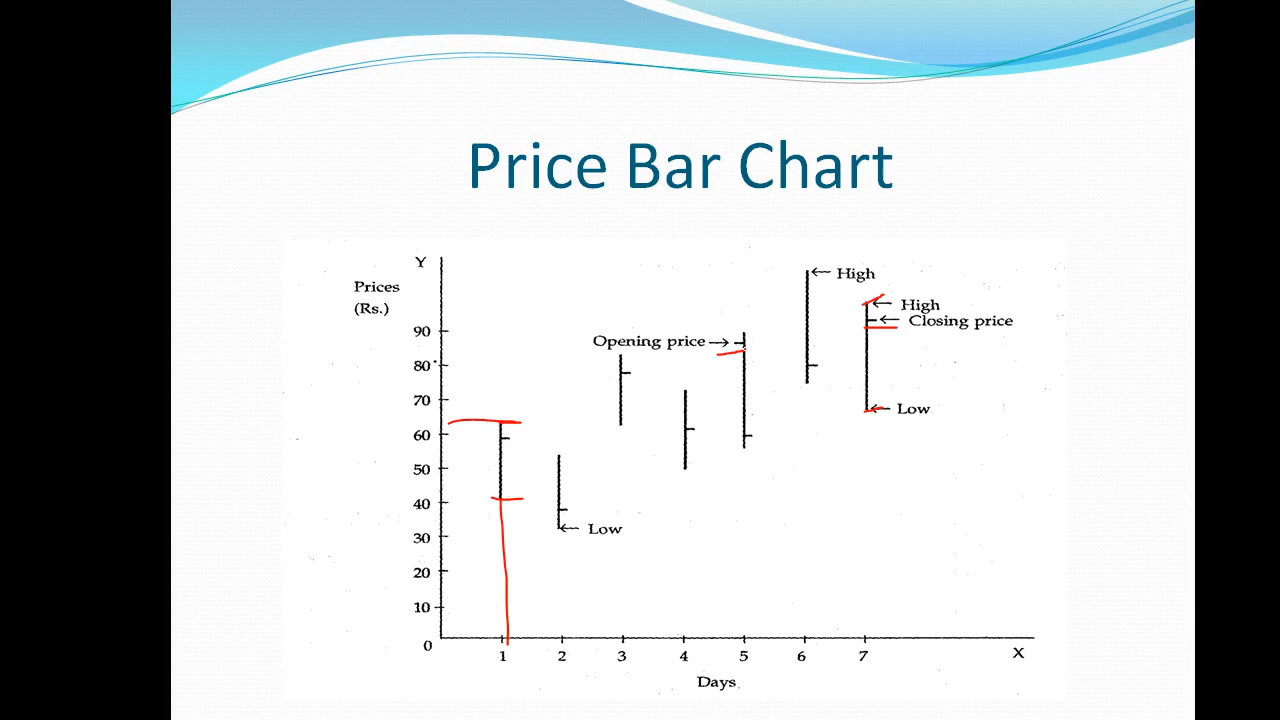 Price Bar Chart
Y
Prices
(Rs.)
High
High
Closing price
90
Opening price
80
70
Low
60
50
40
Low
30
20
10
0
1 2 3 4 5 6 7 X
Days